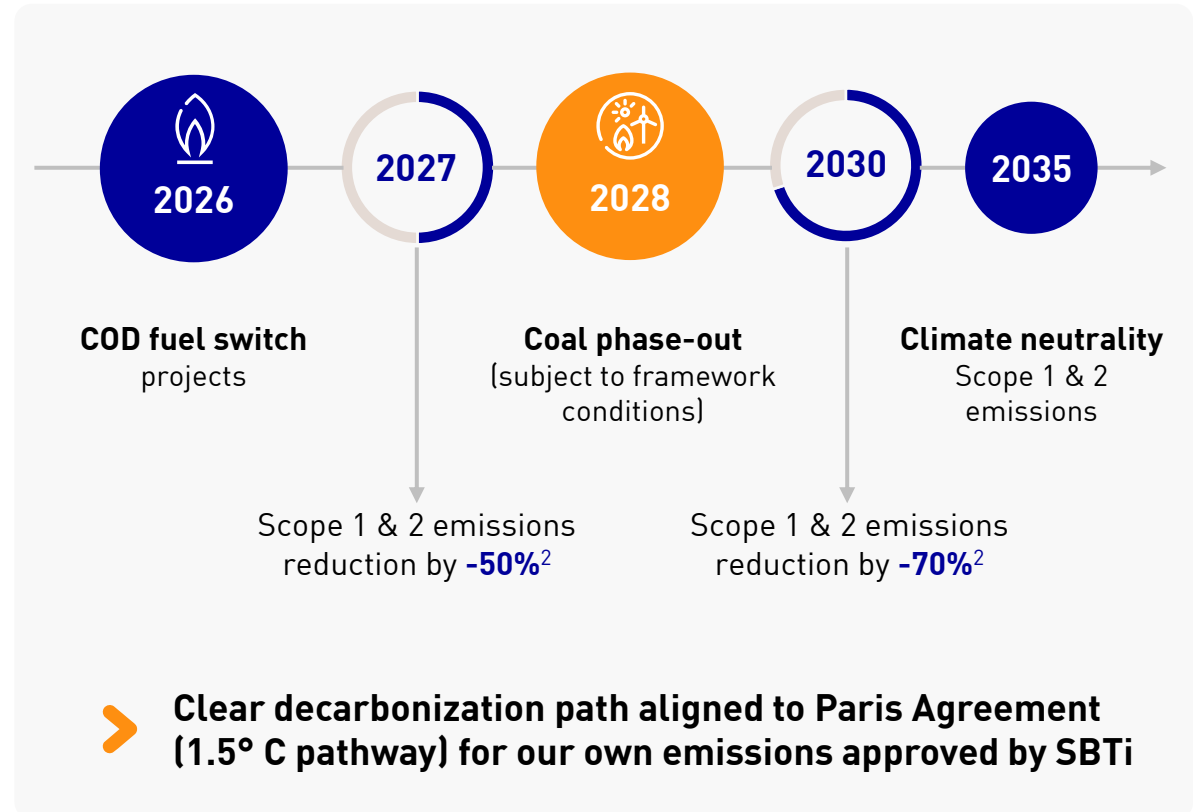 2026
2027
2028
2030
2035
COD fuel switch
projects
Coal phase-out
(subject to framework
conditions)
Climate neutrality
Scope 1 & 2
emissions
Scope 1 & 2 emissions
reduction by -50%²
Scope 1 & 2 emissions
reduction by -70%²
Clear decarbonization path aligned to Paris Agreement
(1.5° C pathway) for our own emissions approved by SBTi